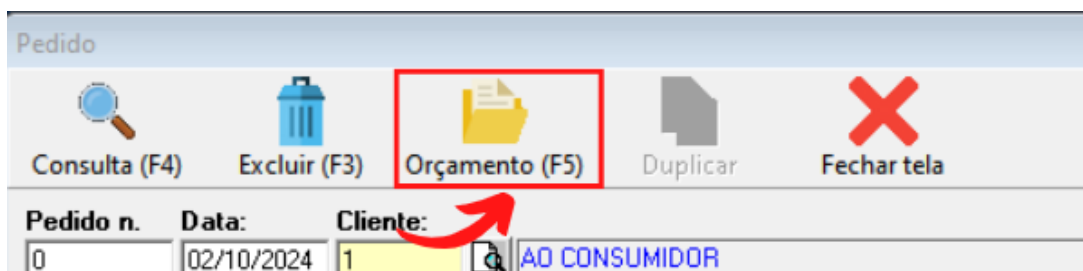 Pedido
Consulta (F4) Excluir (F3) Orçamento (F5) Duplicar Fechar tela
Pedido n. Data: Cliente:
0 02/10/2024 1 AO CONSUMIDOR